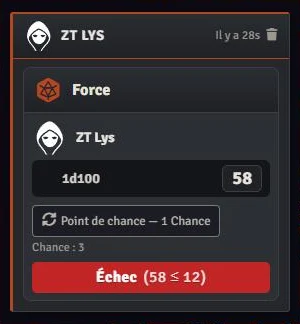 ZT LYS
Il y a 28s
Force
ZT Lys
1d100
58
Point de chance — 1 Chance
Chance : 3
Échec (58 ≤ 12)